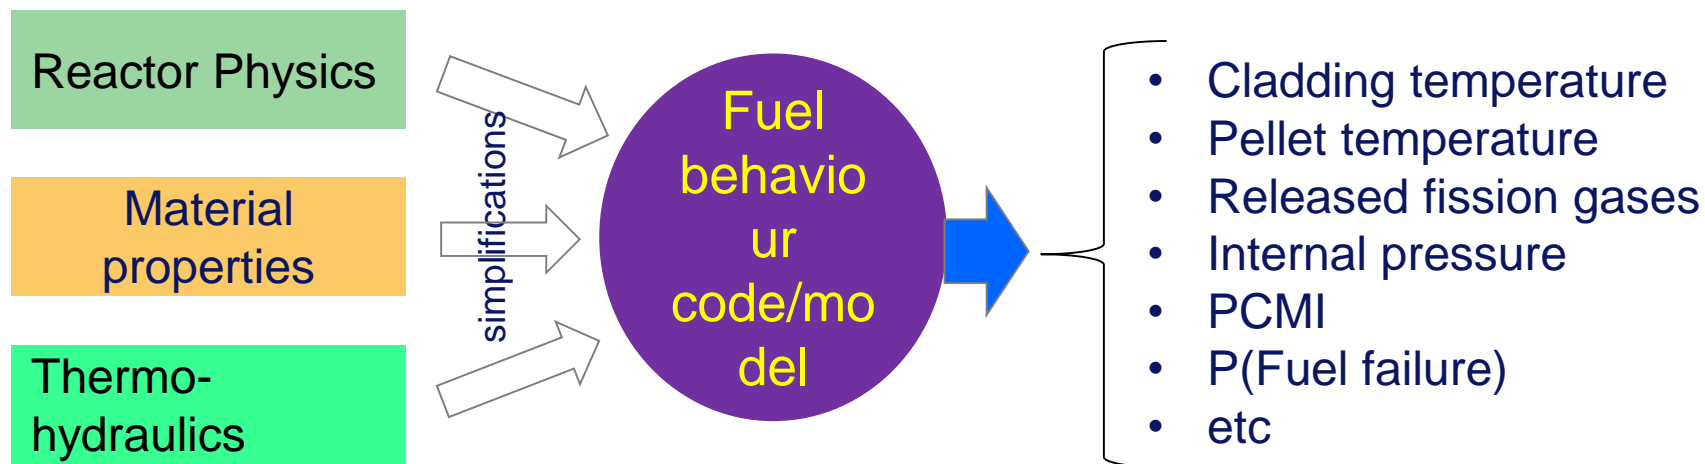 Reactor Physics
Material
properties
Thermo-
hydraulics
simplifications
Fuel
behavio
ur
code/mo
del
• Cladding temperature
• Pellet temperature
• Released fission gases
• Internal pressure
• PCMI
• P(Fuel failure)
• etc